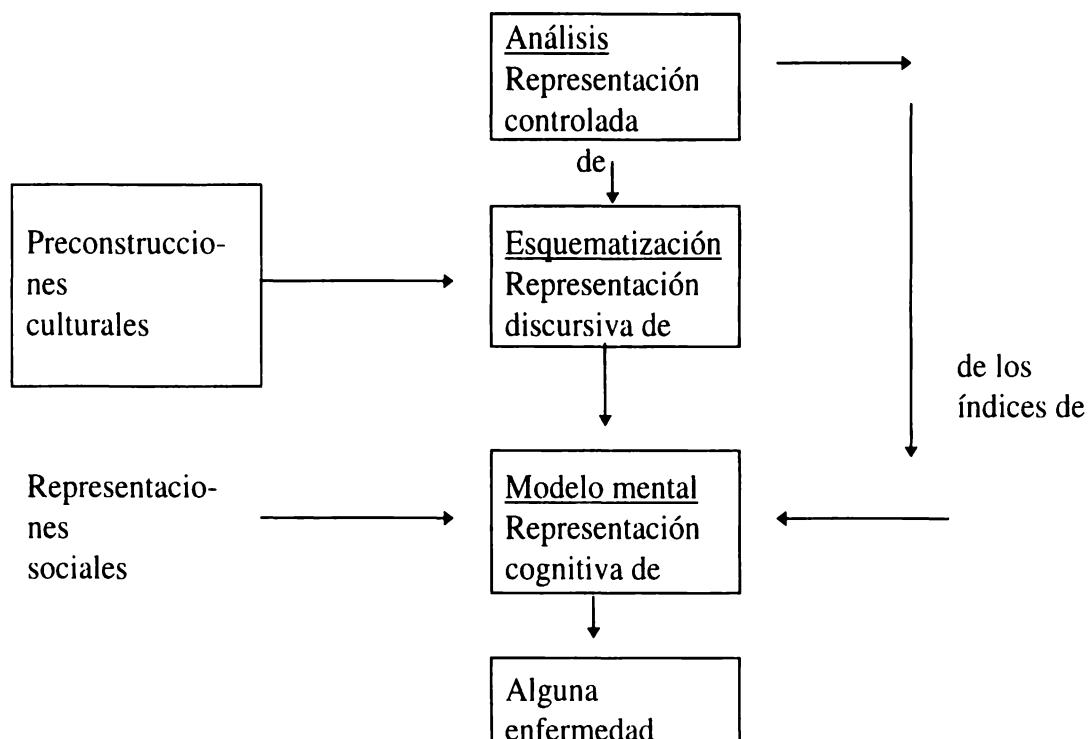 Análisis
Representación
controlada
de
Preconstruccio-
nes
culturales
Esquematización
Representación
discursiva de
de los
índices de
Representacio-
nes
sociales
Modelo mental
Representación
cognitiva de
Alguna
enfermedad